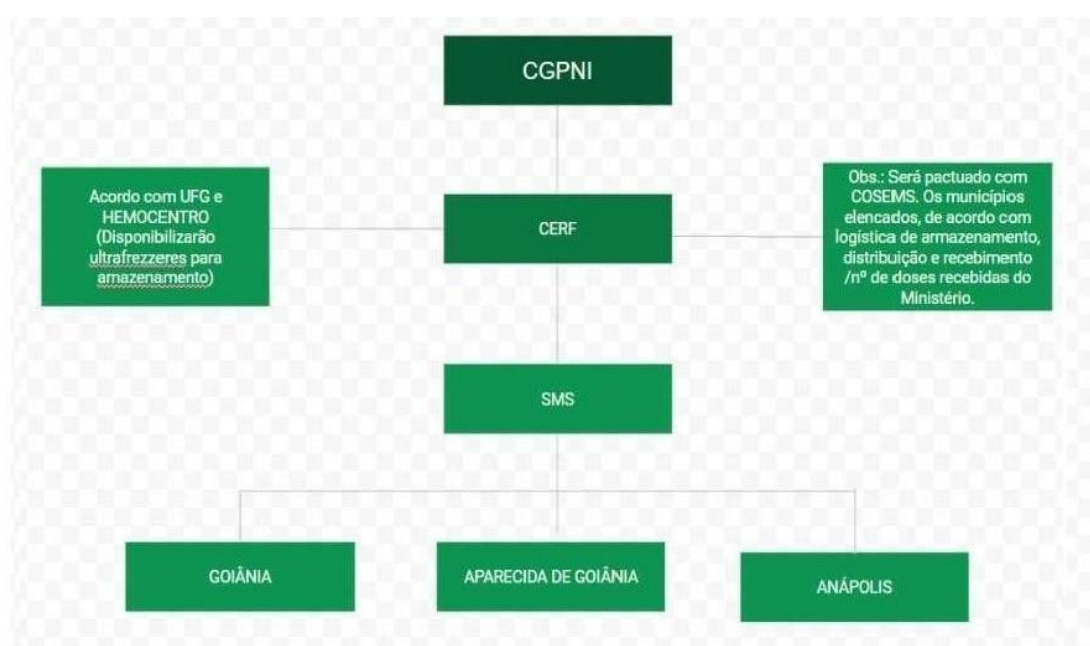 CGPNI
Acordo com UFG e
HEMOCENTRO
(Disponibilizarão
ultrafrezzeres para
amazenamento)
CERF
Obs.: Será pactuado com
COSEMS. Os municípios
elencados, de acordo com
logística de armazenamento,
distribuição e recebimento
/nº de doses recebidas do
Ministério.
SMS
GOIÂNIA
APARECIDA DE GOIÂNIA
ANÁPOLIS